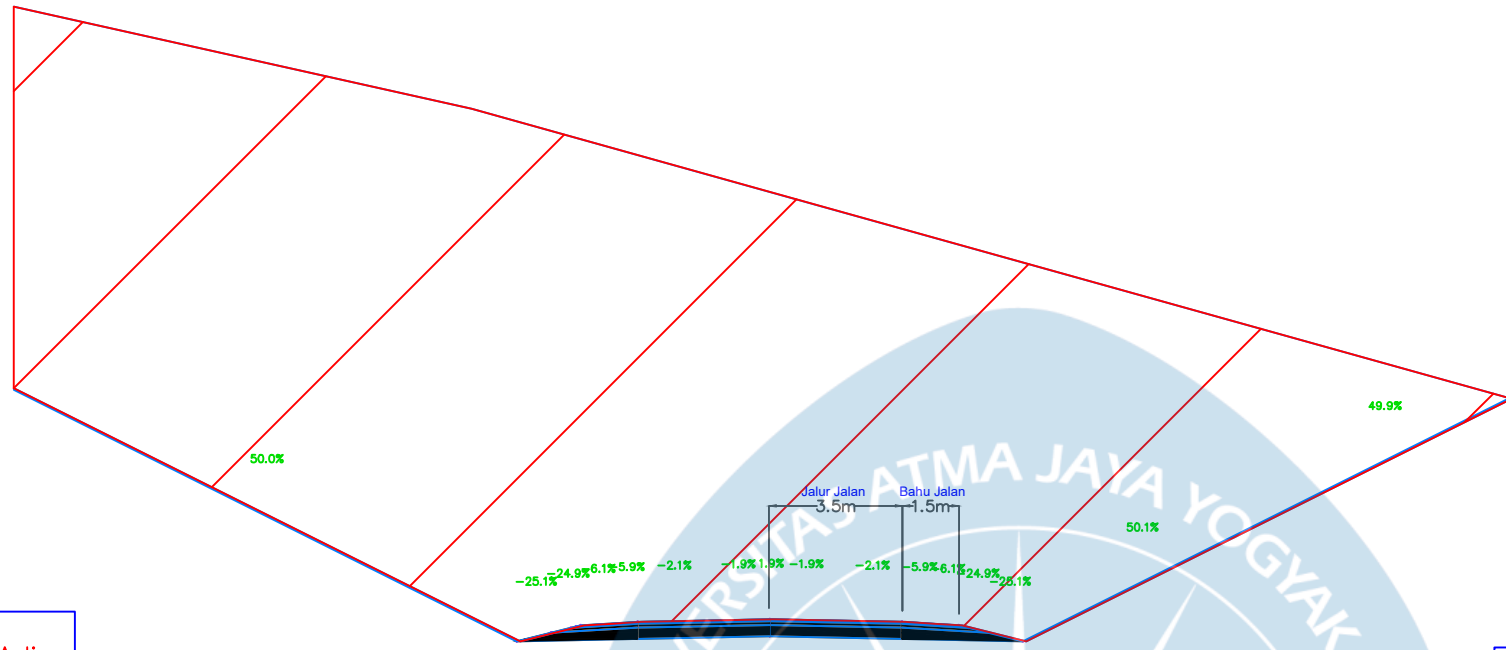 49.9%
50.0%
Jalur Jalan Bahu Jalan
3.5m 1.5m
50.1%
-25.1% -24.9% -6.1% -5.9% -2.1% -1.9% 1.9% -1.9% -2.1% -5.9% -6.1% -24.9% -25.1%
ERSITAS ATMA JAYA YOGYAK